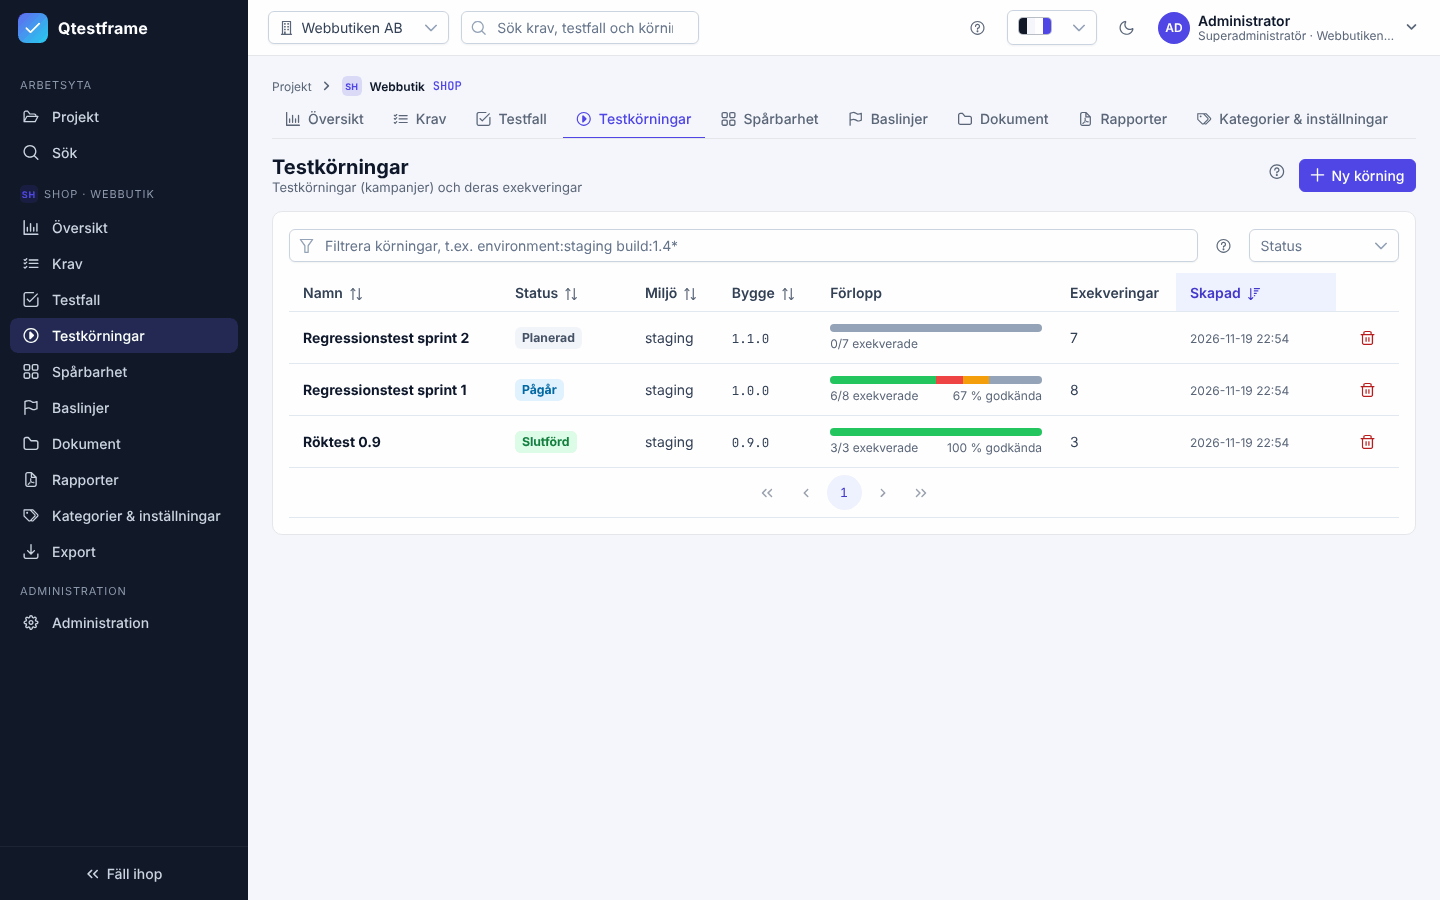 Qtestframe
Webbutiken AB
Sök krav, testfall och körnin
AD
Administrator
Superadministratör · Webbutiken...
ARBETSYTA
Projekt
Sök
SH SHOP · WEBBUTIK
Översikt
Krav
Testfall
Testkörningar
Spårbarhet
Baslinjer
Dokument
Rapporter
Kategorier & inställningar
Export
ADMINISTRATION
Administration
Fäll ihop
Projekt SH Webbutik SHOP
Översikt Krav Testfall Testkörningar Spårbarhet Baslinjer Dokument Rapporter Kategorier & inställningar
Testkörningar
Testkörningar (kampanjer) och deras exekveringar
Ny körning
Filtrera körningar, t.ex. environment:staging build:1.4*
Status
Namn Status Miljö Bygge Förlopp Exekveringar Skapad
Regressionstest sprint 2 Planerad staging 1.1.0 0/7 exekverade 7 2026-11-19 22:54
Regressionstest sprint 1 Pågår staging 1.0.0 6/8 exekverade 67 % godkända 8 2026-11-19 22:54
Röktest 0.9 Slutförd staging 0.9.0 3/3 exekverade 100 % godkända 3 2026-11-19 22:54
1